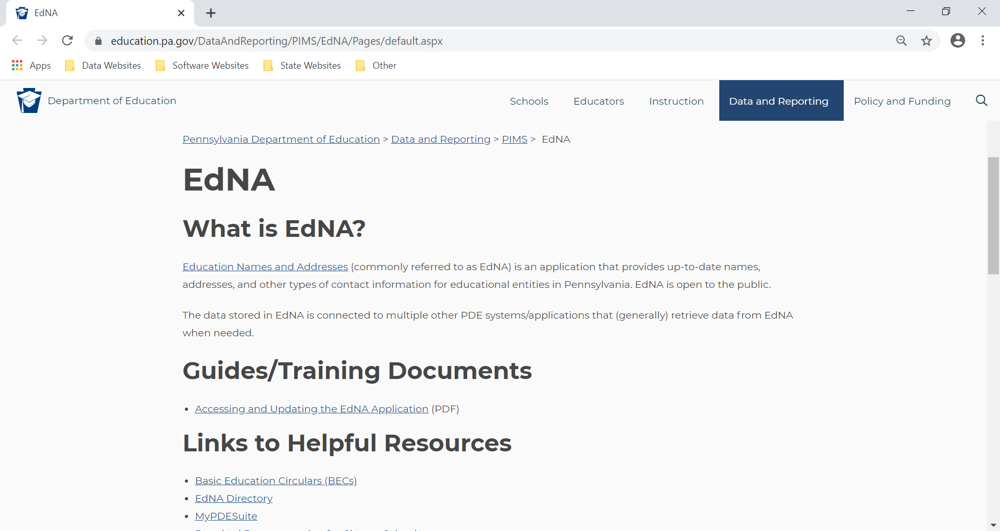 EdNA
education.pa.gov/DataAndReporting/PIMS/EdNA/Pages/default.aspx
Apps Data Websites Software Websites State Websites Other
Department of Education Schools Educators Instruction Data and Reporting Policy and Funding
Pennsylvania Department of Education > Data and Reporting > PIMS > EdNA
EdNA
What is EdNA?
Education Names and Addresses (commonly referred to as EdNA) is an application that provides up-to-date names,
addresses, and other types of contact information for educational entities in Pennsylvania. EdNA is open to the public.
The data stored in EdNA is connected to multiple other PDE systems/applications that (generally) retrieve data from EdNA
when needed.
Guides/Training Documents
• Accessing and Updating the EdNA Application (PDF)
Links to Helpful Resources
• Basic Education Circulars (BECs)
• EdNA Directory
• MyPDESuite